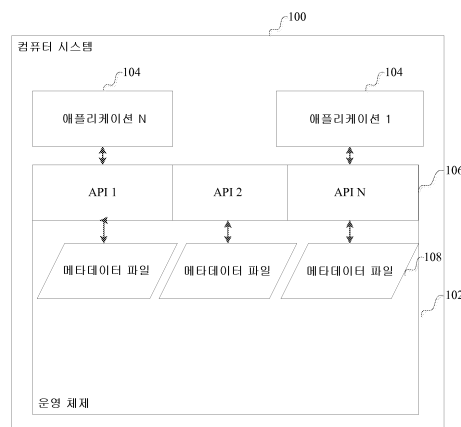 100
컴퓨터 시스템
104
104
애플리케이션 N
애플리케이션 1
API 1
API 2
API N
106
메타데이터 파일
메타데이터 파일
메타데이터 파일
108
102
운영 체제